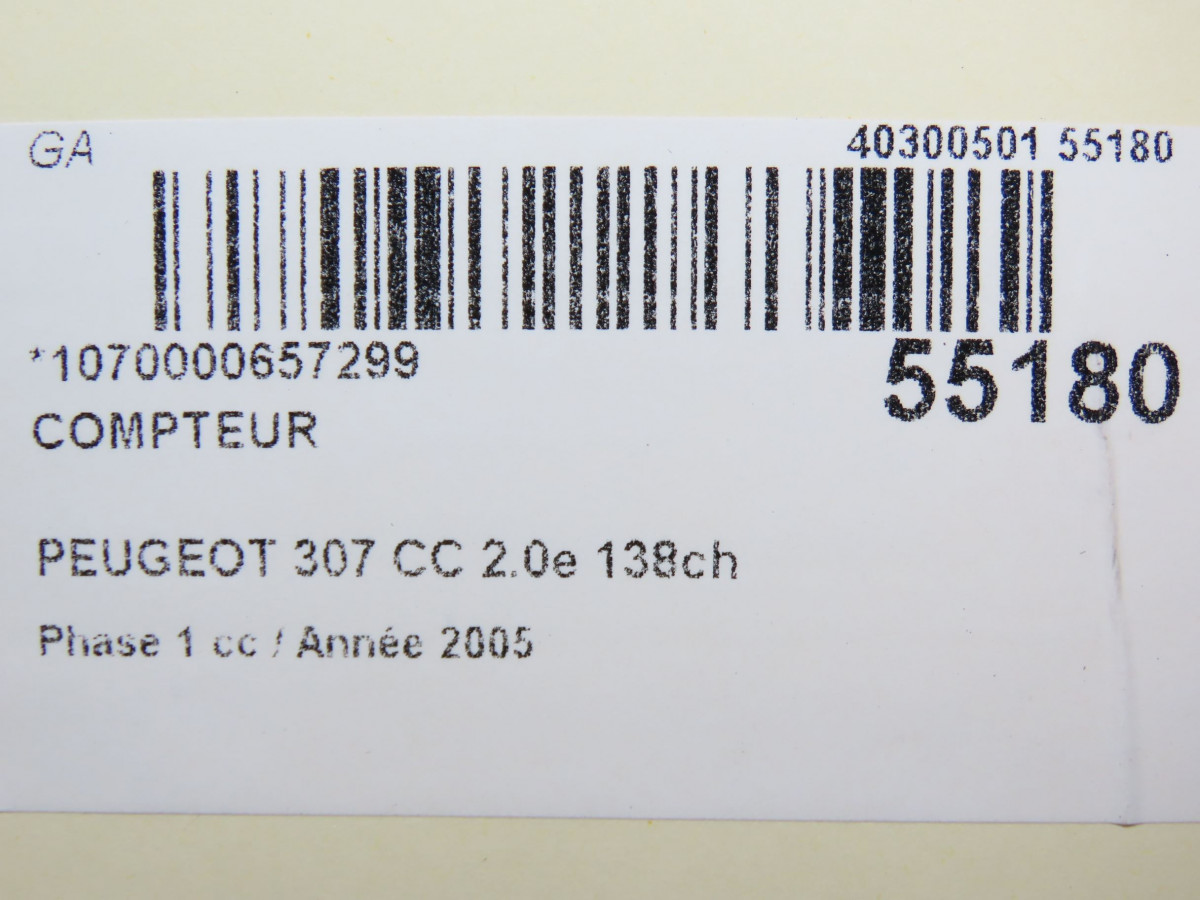 GA
40300501 55180
*1070000657299
55180
COMPTEUR
PEUGEOT 307 CC 2.0e 138ch
Phase 1 cc / Année 2005